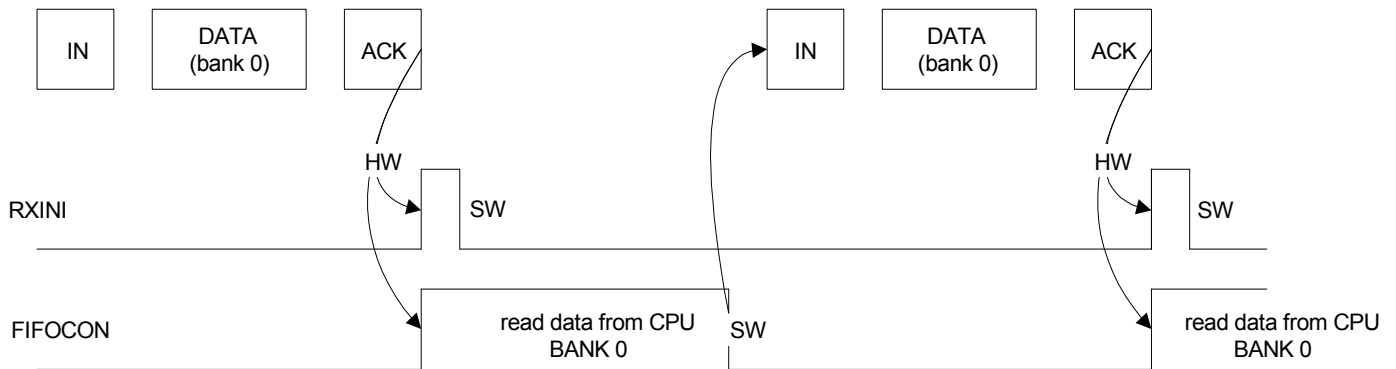 IN
DATA
(bank 0)
ACK
IN
DATA
(bank 0)
ACK
HW
HW
RXINI
SW
SW
FIFOCON
read data from CPU
BANK 0
SW
read data from CPU
BANK 0